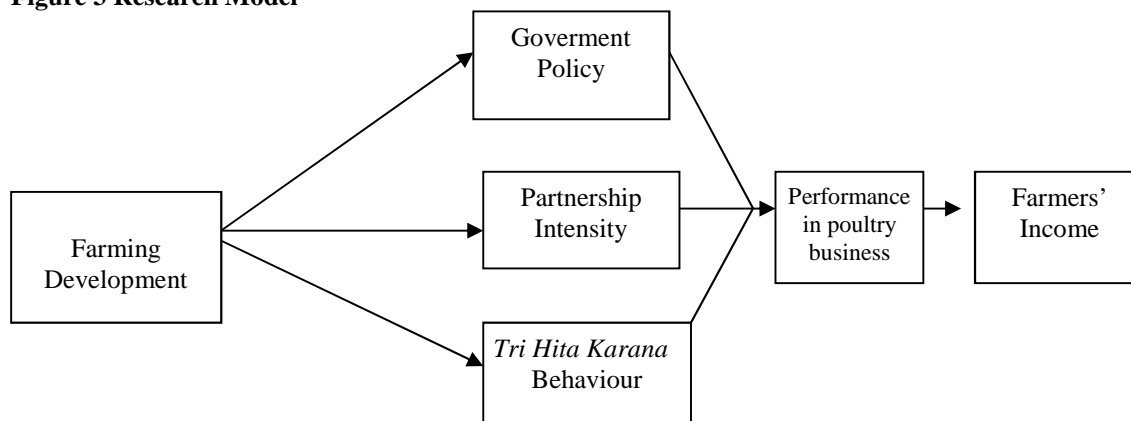 Figure 3 Research Model
Goverment
Policy
Partnership
Intensity
Performance
in poultry
business
Farmers’
Income
Farming
Development
Tri Hita Karana
Behaviour